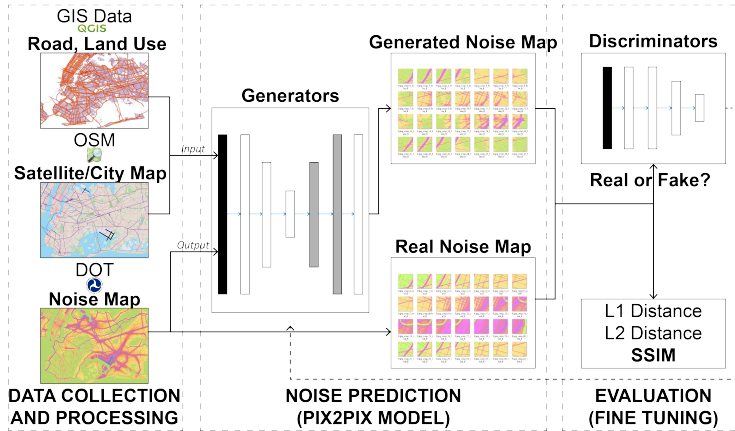 GIS Data
QGIS
Road, Land Use
OSM
Satellite/City Map
DOT
Noise Map
DATA COLLECTION
AND PROCESSING
Generators
Input
Output
Generated Noise Map
Real Noise Map
NOISE PREDICTION
(PIX2PIX MODEL)
Discriminators
Real or Fake?
L1 Distance
L2 Distance
SSIM
EVALUATION
(FINE TUNING)